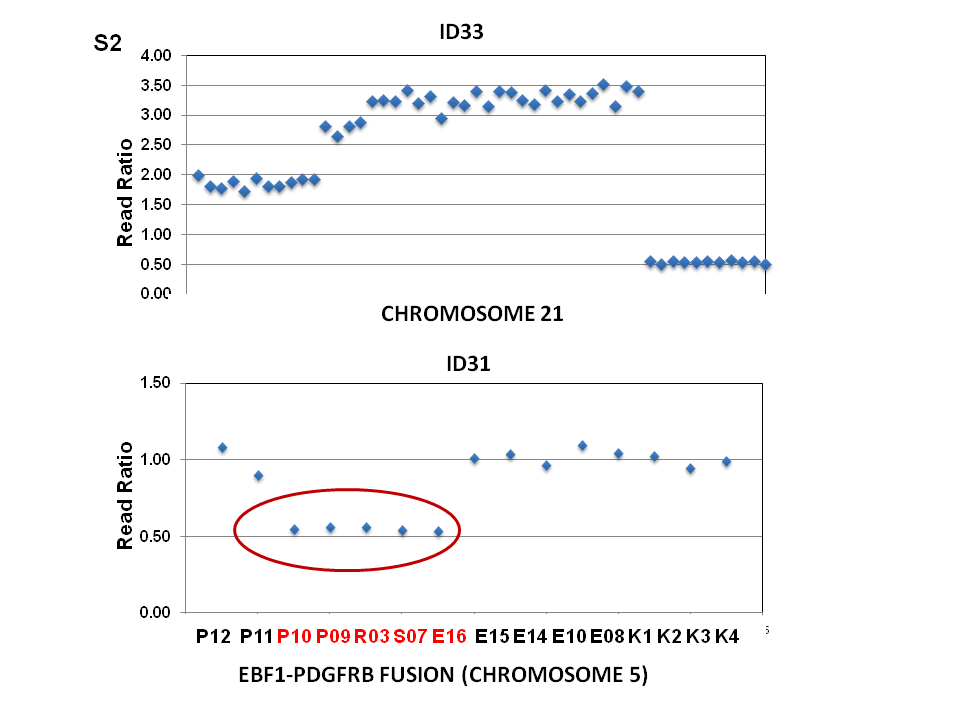 S2
ID33
4.00
3.50
3.00
2.50
2.00
1.50
1.00
0.50
0.00
Read Ratio
CHROMOSOME 21
ID31
1.50
1.00
0.50
0.00
Read Ratio
P12 P11 P10 P09 R03 S07 E16 E15 E14 E10 E08 K1 K2 K3 K4
EBF1-PDGFRB FUSION (CHROMOSOME 5)